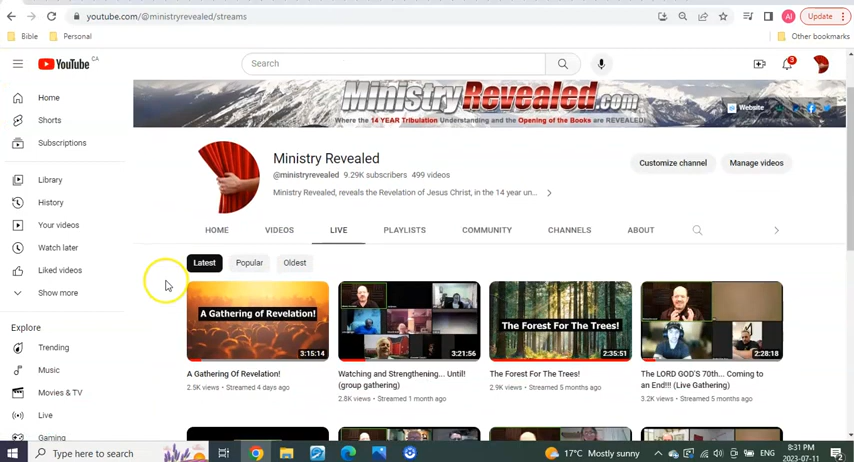 youtube.com/@ministryrevealed/streams
AI
Update
Bible
Personal
Other bookmarks
YouTube CA
Search
3
MinistryRevealed.com
Website
Where the 14 YEAR Tribulation Understanding and the Opening of the Books are REVEALED!
Home
Shorts
Subscriptions
Library
History
Your videos
Watch later
Liked videos
Show more
Explore
Trending
Music
Movies & TV
Live
Gaming
Ministry Revealed
@ministryrevealed 9.29K subscribers 499 videos
Ministry Revealed, reveals the Revelation of Jesus Christ, in the 14 year un...
Customize channel
Manage videos
HOME VIDEOS LIVE PLAYLISTS COMMUNITY CHANNELS ABOUT
Latest Popular Oldest
A Gathering of Revelation!
3:15:14
A Gathering Of Revelation!
2.5K views • Streamed 4 days ago
3:21:56
Watching and Strengthening... Until!
(group gathering)
2.8K views • Streamed 1 month ago
The Forest For The Trees!
2:35:51
The Forest For The Trees!
2.9K views • Streamed 5 months ago
2:28:18
The LORD GOD'S 70th... Coming to
an End!!! (Live Gathering)
3.2K views • Streamed 5 months ago
Type here to search
17°C Mostly sunny
ENG
8:31 PM
2023-07-11
2